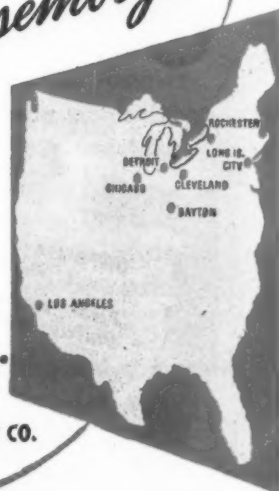 ROCHESTER
LONG IS.
CITY
DETROIT
CHICAGO
CLEVELAND
DAYTON
LOS ANGELES
CO.